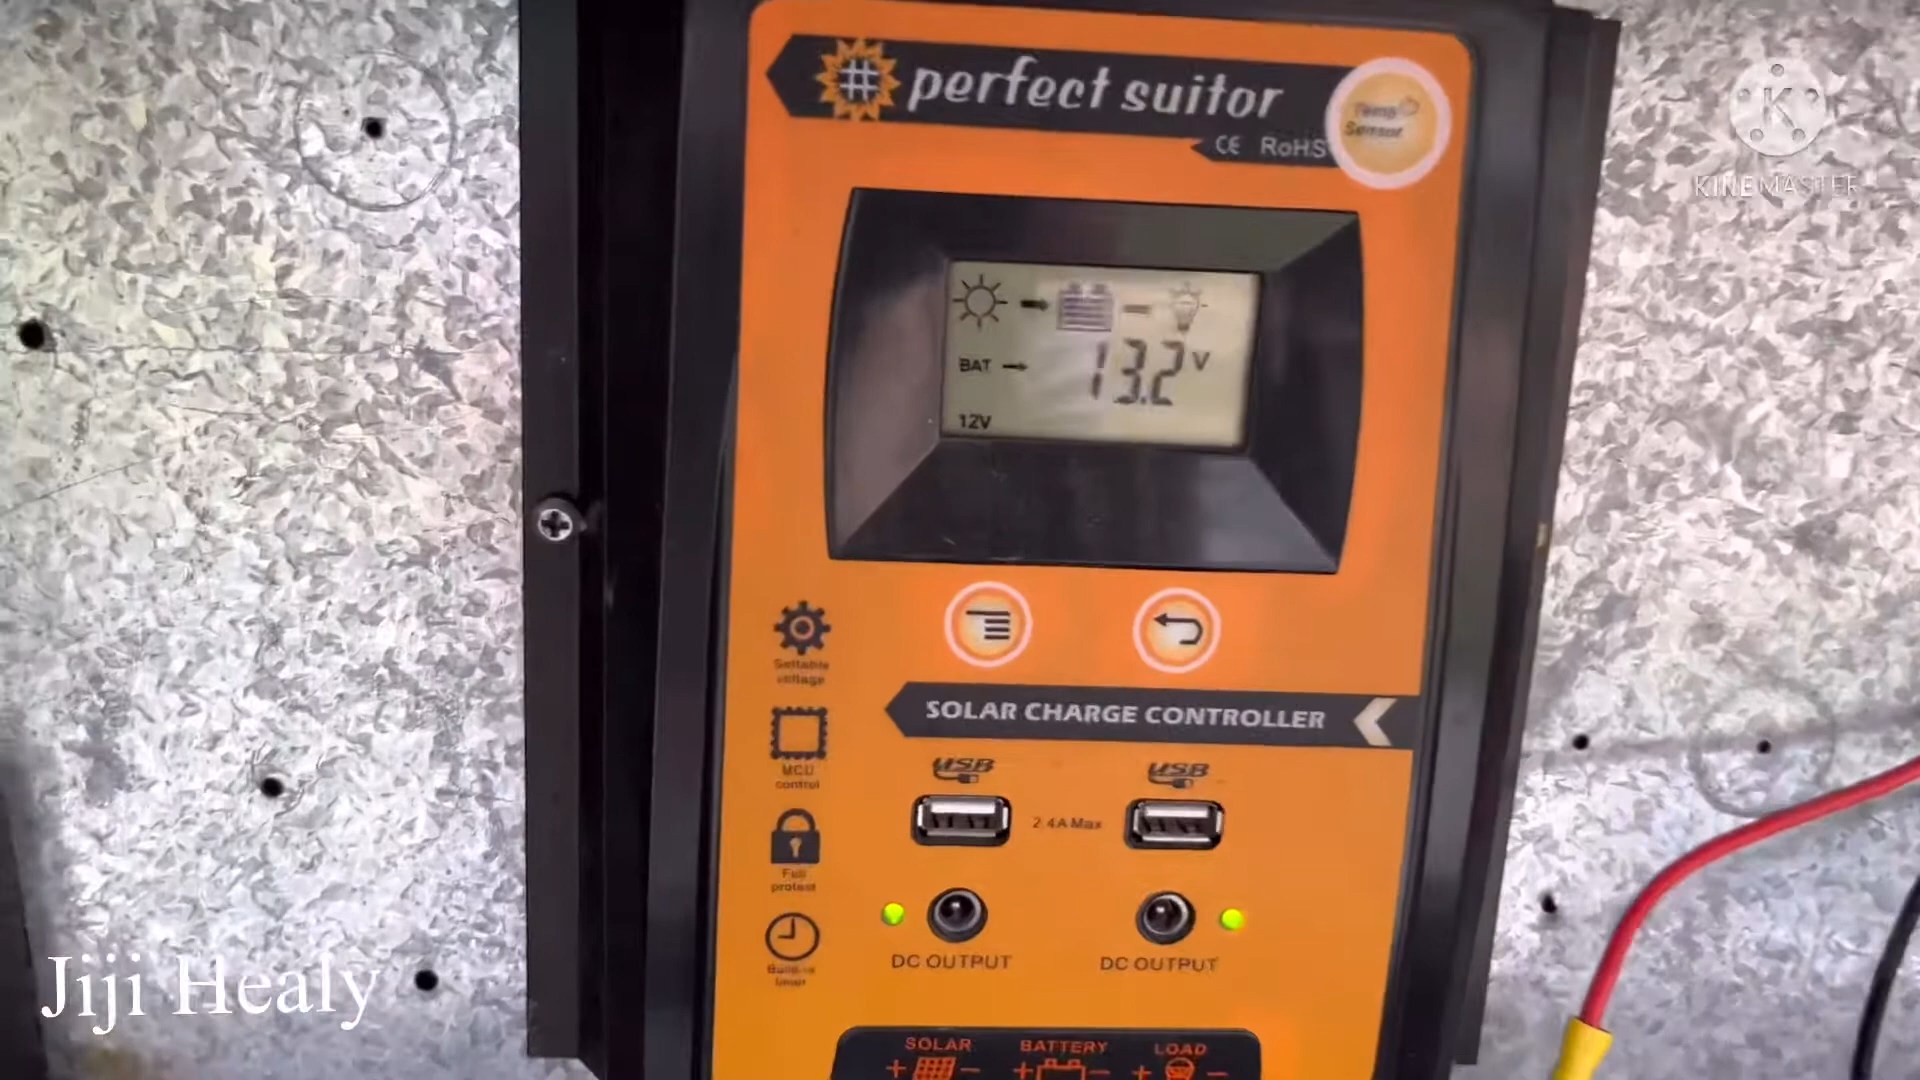 # perfect suitor
Temp
Sensor
CE RoHS
K
KINEMASTER
BAT
13.2 V
12V
Settable
voltage
SOLAR CHARGE CONTROLLER
USB
USB
MCU
control
2.4A Max
Full
protect
DC OUTPUT
DC OUTPUT
Built-in
timer
Jiji Healy
SOLAR
BATTERY
LOAD
+ −
+ −
+ −